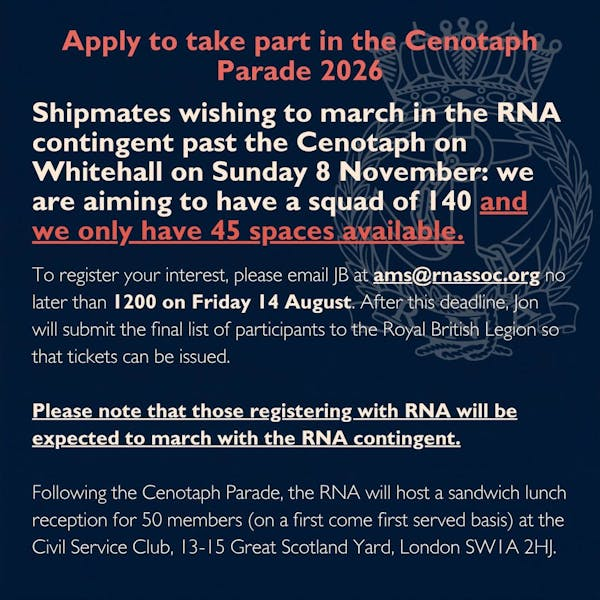 Apply to take part in the Cenotaph
Parade 2026
Shipmates wishing to march in the RNA
contingent past the Cenotaph on
Whitehall on Sunday 8 November: we
are aiming to have a squad of 140 and
we only have 45 spaces available.
To register your interest, please email JB at ams@rnassoc.org no
later than 1200 on Friday 14 August. After this deadline, Jon
will submit the final list of participants to the Royal British Legion so
that tickets can be issued.
Please note that those registering with RNA will be
expected to march with the RNA contingent.
Following the Cenotaph Parade, the RNA will host a sandwich lunch
reception for 50 members (on a first come first served basis) at the
Civil Service Club, 13-15 Great Scotland Yard, London SW1A 2HJ.